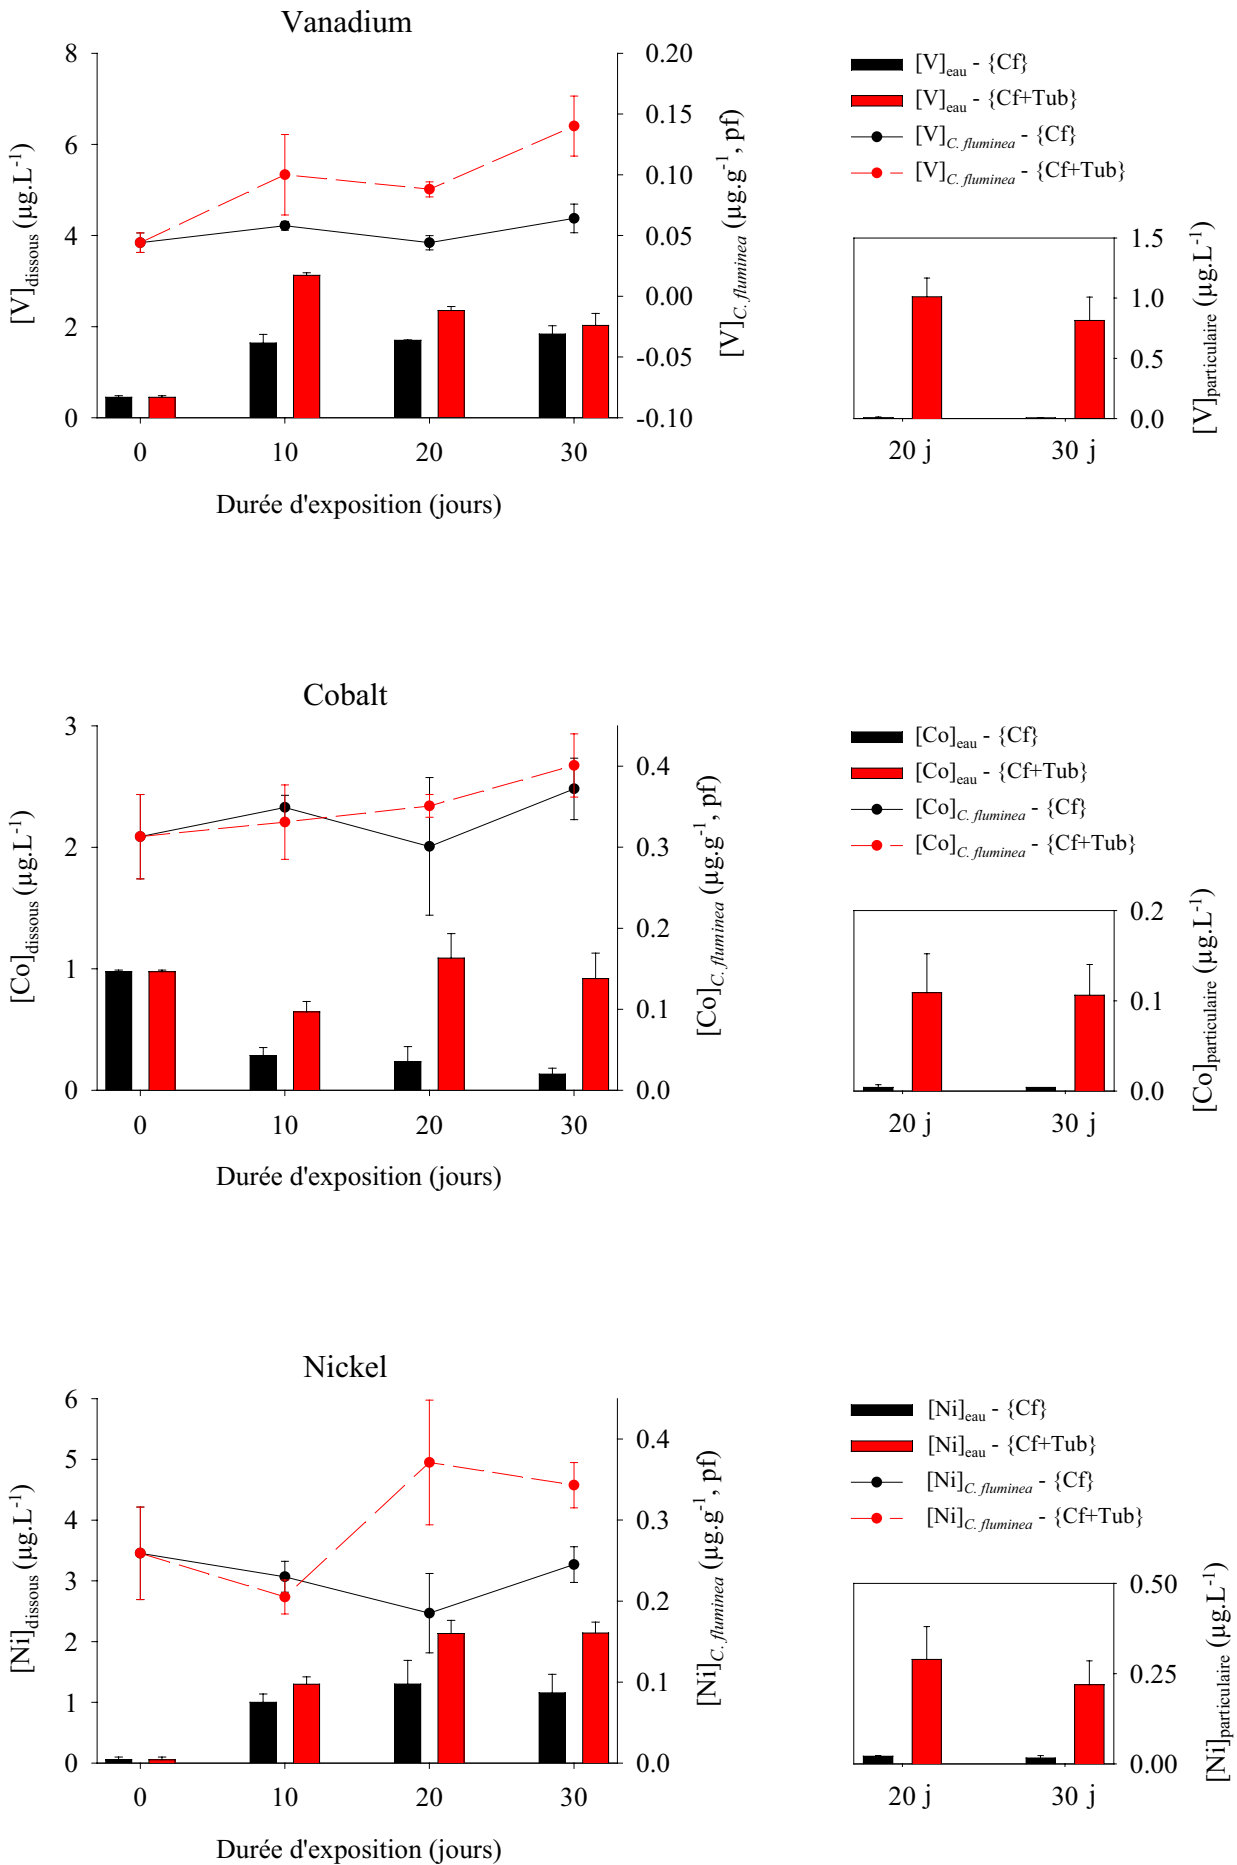 Vanadium
[V]dissous (µg.L-1)
8
6
4
2
0
0.20
0.15
0.10
0.05
0.00
-0.05
-0.10
[V]C. fluminea (µg.g-1, pf)
0 10 20 30
Durée d'exposition (jours)
[V]eau - {Cf}
[V]eau - {Cf+Tub}
[V]C. fluminea - {Cf}
[V]C. fluminea - {Cf+Tub}
1.5
1.0
0.5
0.0
[V]particulaire (µg.L-1)
20 j 30 j
Cobalt
[Co]dissous (µg.L-1)
3
2
1
0
0.4
0.3
0.2
0.1
0.0
[Co]C. fluminea (µg.g-1, pf)
0 10 20 30
Durée d'exposition (jours)
[Co]eau - {Cf}
[Co]eau - {Cf+Tub}
[Co]C. fluminea - {Cf}
[Co]C. fluminea - {Cf+Tub}
0.2
0.1
0.0
[Co]particulaire (µg.L-1)
20 j 30 j
Nickel
[Ni]dissous (µg.L-1)
6
5
4
3
2
1
0
0.4
0.3
0.2
0.1
0.0
[Ni]C. fluminea (µg.g-1, pf)
0 10 20 30
Durée d'exposition (jours)
[Ni]eau - {Cf}
[Ni]eau - {Cf+Tub}
[Ni]C. fluminea - {Cf}
[Ni]C. fluminea - {Cf+Tub}
0.50
0.25
0.00
[Ni]particulaire (µg.L-1)
20 j 30 j